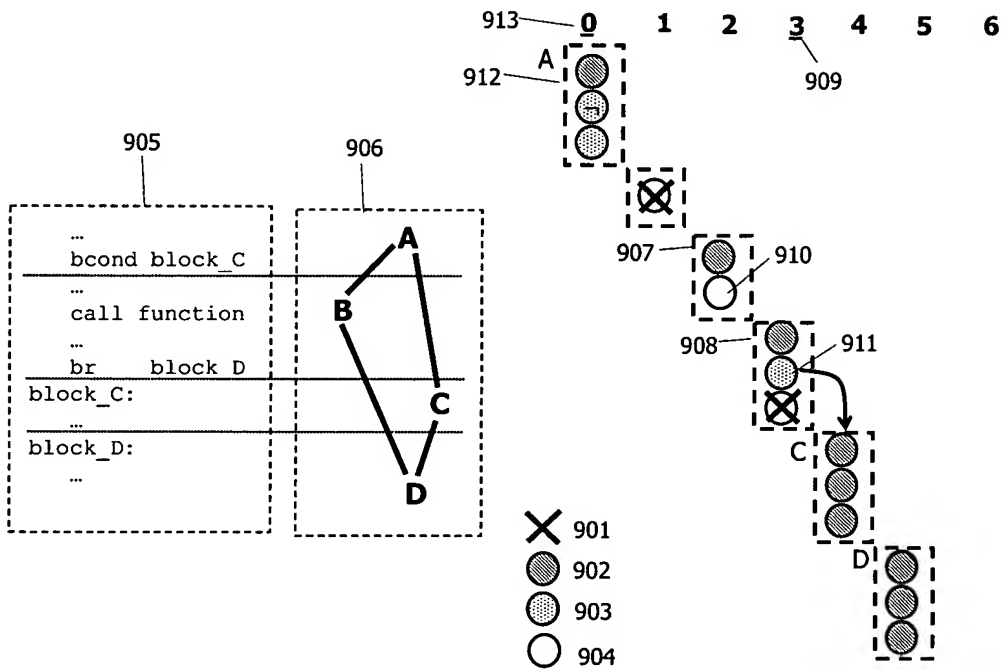 913 0 1 2 3 4 5 6
A
912
909
905
906
...
bcond block_C
...
call function
...
br block_D
block_C:
...
block_D:
...
A
B
C
D
907
910
908
911
C
D
901
902
903
904